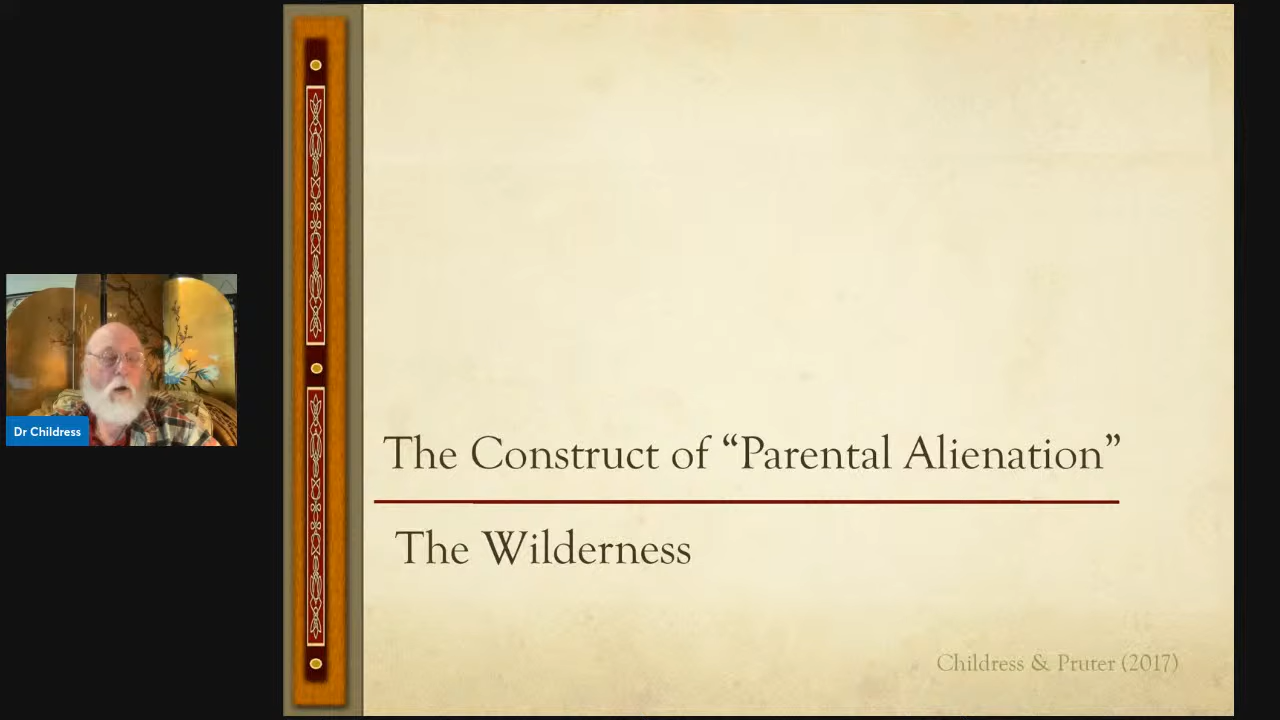 Dr Childress
The Construct of “Parental Alienation”
The Wilderness
Childress & Pruter (2017)